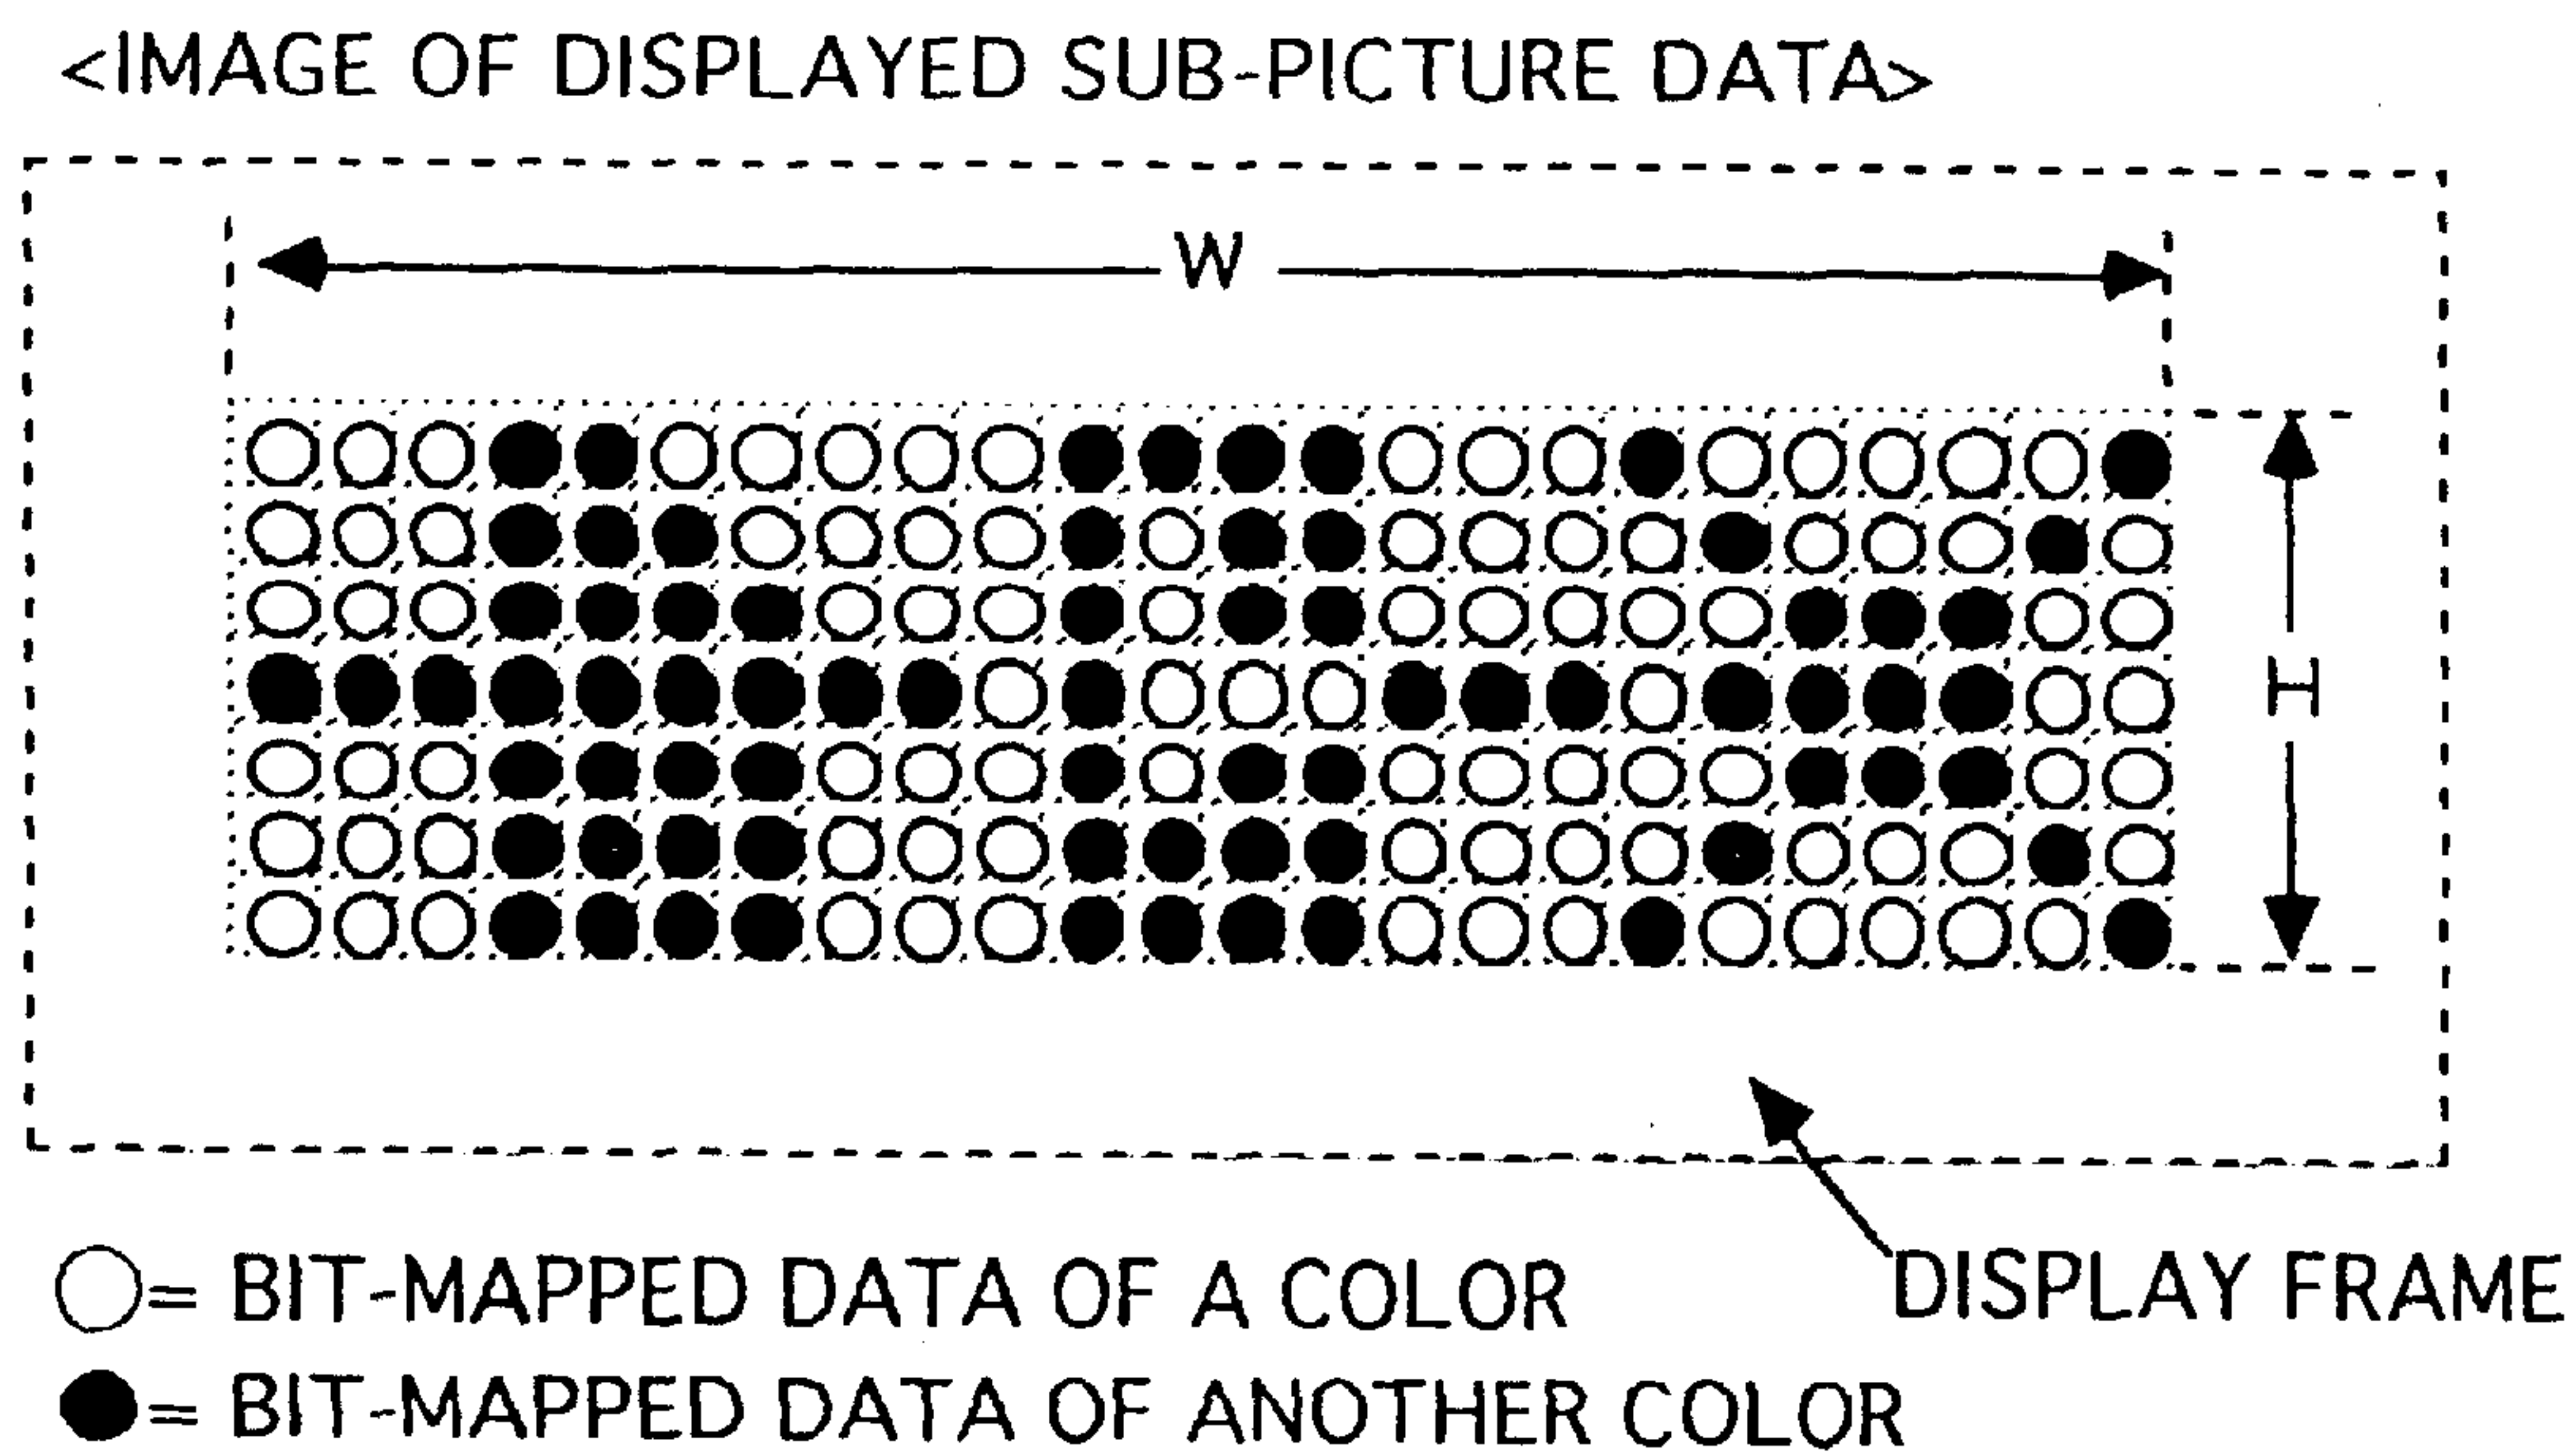 <IMAGE OF DISPLAYED SUB-PICTURE DATA>
W
H
DISPLAY FRAME
○= BIT-MAPPED DATA OF A COLOR
●= BIT-MAPPED DATA OF ANOTHER COLOR